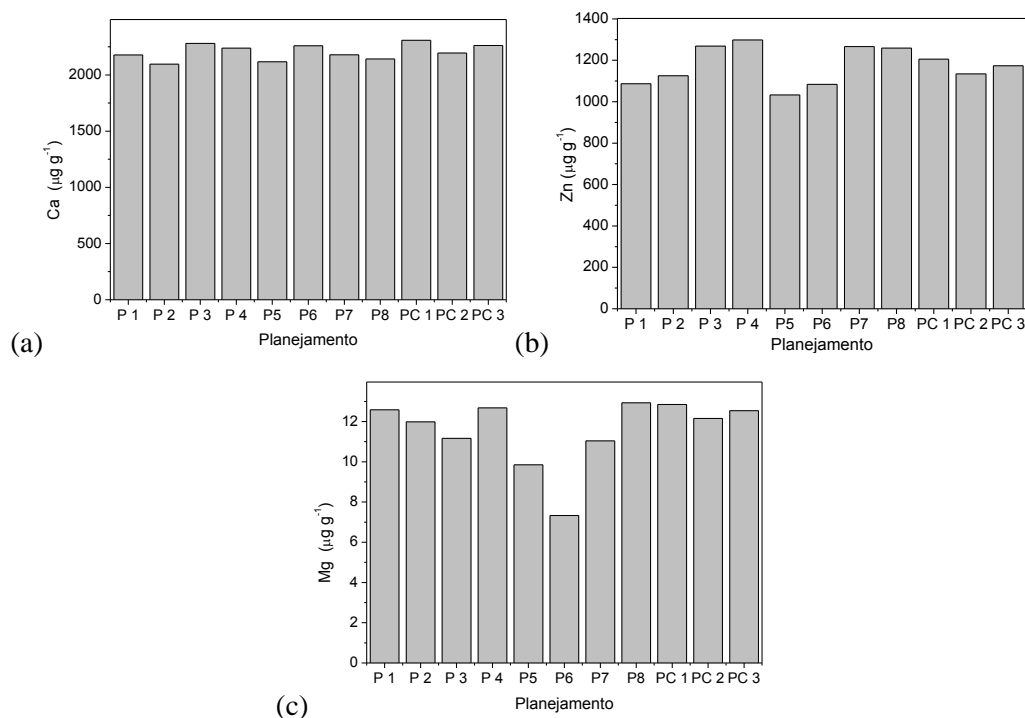 2000
1500
1000
500
0
Ca (μg g⁻¹)
P 1 P 2 P 3 P 4 P5 P6 P7 P8 PC 1 PC 2 PC 3
Planejamento
(a)
1400
1200
1000
800
600
400
200
0
Zn (μg g⁻¹)
P 1 P 2 P 3 P 4 P5 P6 P7 P8 PC 1 PC 2 PC 3
Planejamento
(b)
12
10
8
6
4
2
0
Mg (μg g⁻¹)
P 1 P 2 P 3 P 4 P5 P6 P7 P8 PC 1 PC 2 PC 3
Planejamento
(c)